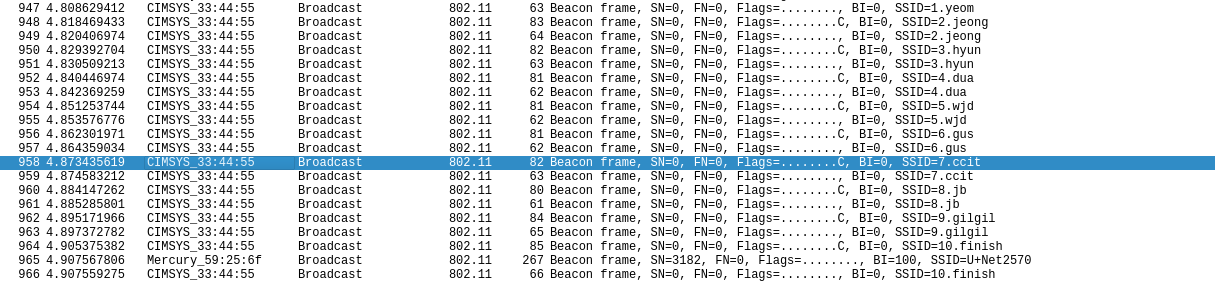 947 4.808629412 CIMSYS_33:44:55 Broadcast 802.11 63 Beacon frame, SN=0, FN=0, Flags=........, BI=0, SSID=1.yeom
948 4.818469433 CIMSYS_33:44:55 Broadcast 802.11 83 Beacon frame, SN=0, FN=0, Flags=........C, BI=0, SSID=2.jeong
949 4.820406974 CIMSYS_33:44:55 Broadcast 802.11 64 Beacon frame, SN=0, FN=0, Flags=........, BI=0, SSID=2.jeong
950 4.829392704 CIMSYS_33:44:55 Broadcast 802.11 82 Beacon frame, SN=0, FN=0, Flags=........C, BI=0, SSID=3.hyun
951 4.830509213 CIMSYS_33:44:55 Broadcast 802.11 63 Beacon frame, SN=0, FN=0, Flags=........, BI=0, SSID=3.hyun
952 4.840446974 CIMSYS_33:44:55 Broadcast 802.11 81 Beacon frame, SN=0, FN=0, Flags=........C, BI=0, SSID=4.dua
953 4.842369259 CIMSYS_33:44:55 Broadcast 802.11 62 Beacon frame, SN=0, FN=0, Flags=........, BI=0, SSID=4.dua
954 4.851253744 CIMSYS_33:44:55 Broadcast 802.11 81 Beacon frame, SN=0, FN=0, Flags=........C, BI=0, SSID=5.wjd
955 4.853576776 CIMSYS_33:44:55 Broadcast 802.11 62 Beacon frame, SN=0, FN=0, Flags=........, BI=0, SSID=5.wjd
956 4.862301971 CIMSYS_33:44:55 Broadcast 802.11 81 Beacon frame, SN=0, FN=0, Flags=........C, BI=0, SSID=6.gus
957 4.864359034 CIMSYS_33:44:55 Broadcast 802.11 62 Beacon frame, SN=0, FN=0, Flags=........, BI=0, SSID=6.gus
958 4.873435619 CIMSYS_33:44:55 Broadcast 802.11 82 Beacon frame, SN=0, FN=0, Flags=........C, BI=0, SSID=7.ccit
959 4.874583212 CIMSYS_33:44:55 Broadcast 802.11 63 Beacon frame, SN=0, FN=0, Flags=........, BI=0, SSID=7.ccit
960 4.884147262 CIMSYS_33:44:55 Broadcast 802.11 80 Beacon frame, SN=0, FN=0, Flags=........C, BI=0, SSID=8.jb
961 4.885285801 CIMSYS_33:44:55 Broadcast 802.11 61 Beacon frame, SN=0, FN=0, Flags=........, BI=0, SSID=8.jb
962 4.895171966 CIMSYS_33:44:55 Broadcast 802.11 84 Beacon frame, SN=0, FN=0, Flags=........C, BI=0, SSID=9.gilgil
963 4.897372782 CIMSYS_33:44:55 Broadcast 802.11 65 Beacon frame, SN=0, FN=0, Flags=........, BI=0, SSID=9.gilgil
964 4.905375382 CIMSYS_33:44:55 Broadcast 802.11 85 Beacon frame, SN=0, FN=0, Flags=........C, BI=0, SSID=10.finish
965 4.907567806 Mercury_59:25:6f Broadcast 802.11 267 Beacon frame, SN=3182, FN=0, Flags=........, BI=100, SSID=U+Net2570
966 4.907559275 CIMSYS_33:44:55 Broadcast 802.11 66 Beacon frame, SN=0, FN=0, Flags=........, BI=0, SSID=10.finish